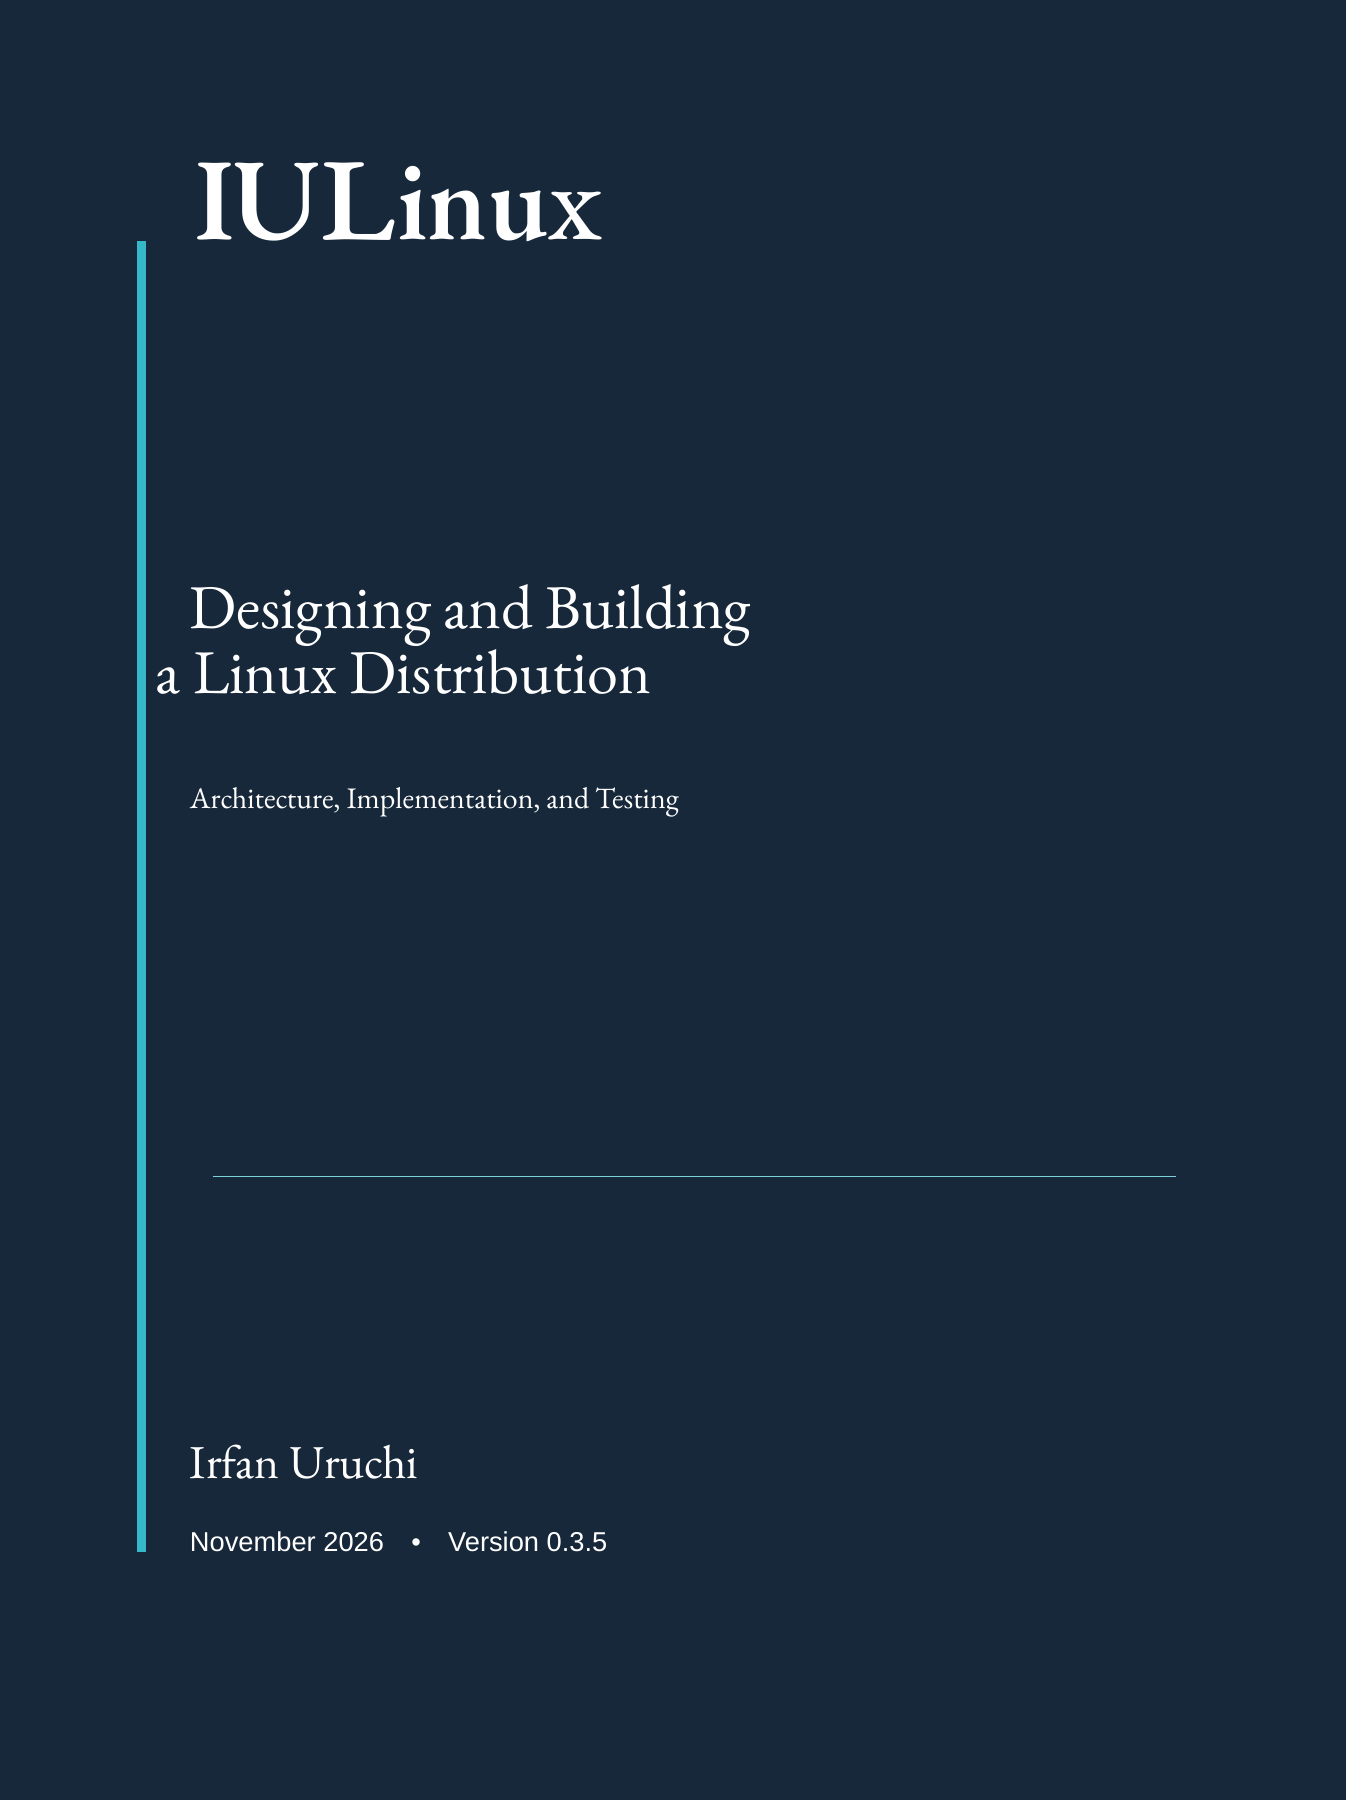 IULinux
Designing and Building
a Linux Distribution
Architecture, Implementation, and Testing
Irfan Uruchi
November 2026 • Version 0.3.5